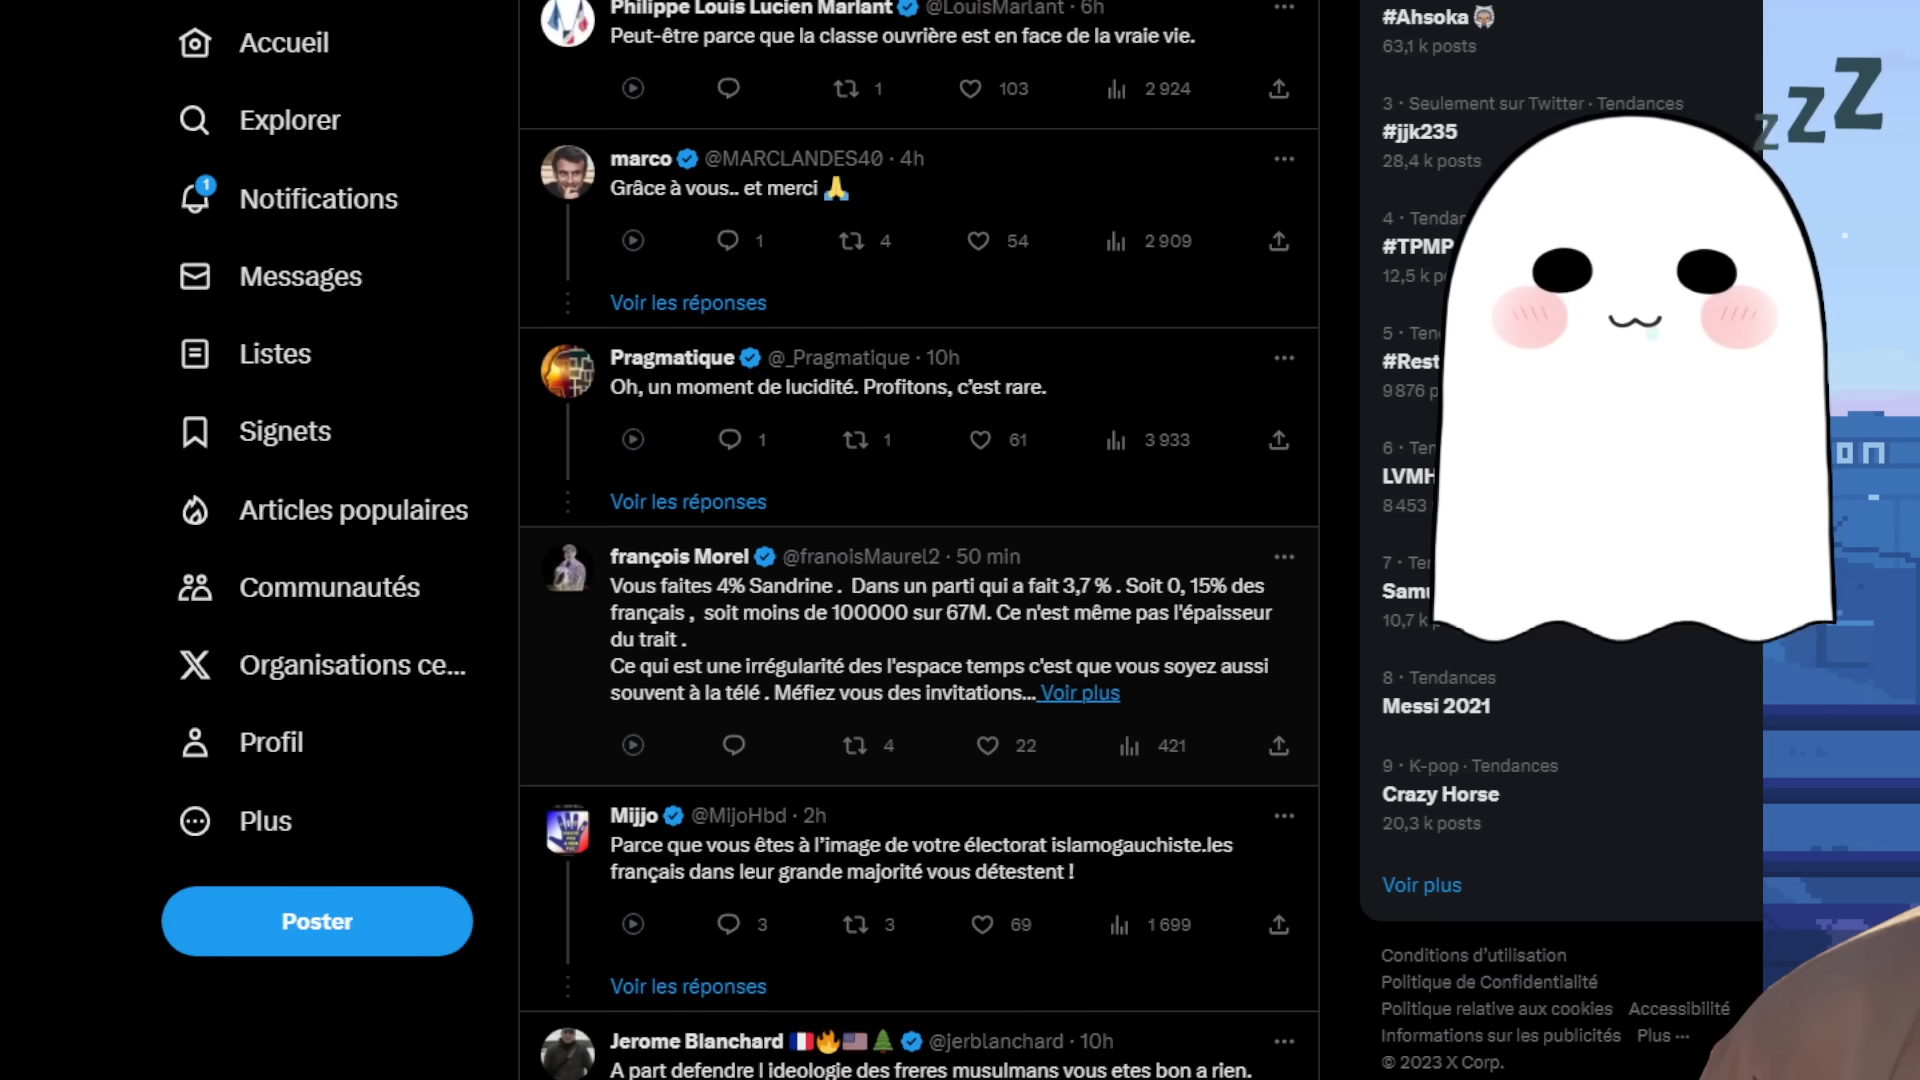 Accueil
Explorer
1
Notifications
Messages
Listes
Signets
Articles populaires
Communautés
Organisations ce...
Profil
Plus
Poster
Philippe Louis Lucien Marlant @LouisMarlant · 6h
Peut-être parce que la classe ouvrière est en face de la vraie vie.
1 103 2 924
marco @MARCLANDES40 · 4h
Grâce à vous.. et merci 🙏
1 4 54 2 909
Voir les réponses
Pragmatique @_Pragmatique · 10h
Oh, un moment de lucidité. Profitons, c’est rare.
1 1 61 3 933
Voir les réponses
françois Morel @franoisMaurel2 · 50 min
Vous faites 4% Sandrine . Dans un parti qui a fait 3,7 % . Soit 0, 15% des
français , soit moins de 100000 sur 67M. Ce n'est même pas l'épaisseur
du trait .
Ce qui est une irrégularité des l'espace temps c'est que vous soyez aussi
souvent à la télé . Méfiez vous des invitations... Voir plus
4 22 421
Mijjo @MijoHbd · 2h
Parce que vous êtes à l’image de votre électorat islamogauchiste.les
français dans leur grande majorité vous détestent !
3 3 69 1 699
Voir les réponses
Jerome Blanchard 🇫🇷🔥🇺🇸🌲 @jerblanchard · 10h
A part defendre l ideologie des freres musulmans vous etes bon a rien.
#Ahsoka
63,1 k posts
3 · Seulement sur Twitter · Tendances
#jjk235
28,4 k posts
4 · Tendan
#TPMP
12,5 k po
5 · Ten
#Rest
9 876 p
6 · Ten
LVMH
8 453
7 · Te
Samu
10,7 k p
8 · Tendances
Messi 2021
9 · K-pop · Tendances
Crazy Horse
20,3 k posts
Voir plus
Conditions d’utilisation
Politique de Confidentialité
Politique relative aux cookies Accessibilité
Informations sur les publicités Plus ···
© 2023 X Corp.
z Z Z
on